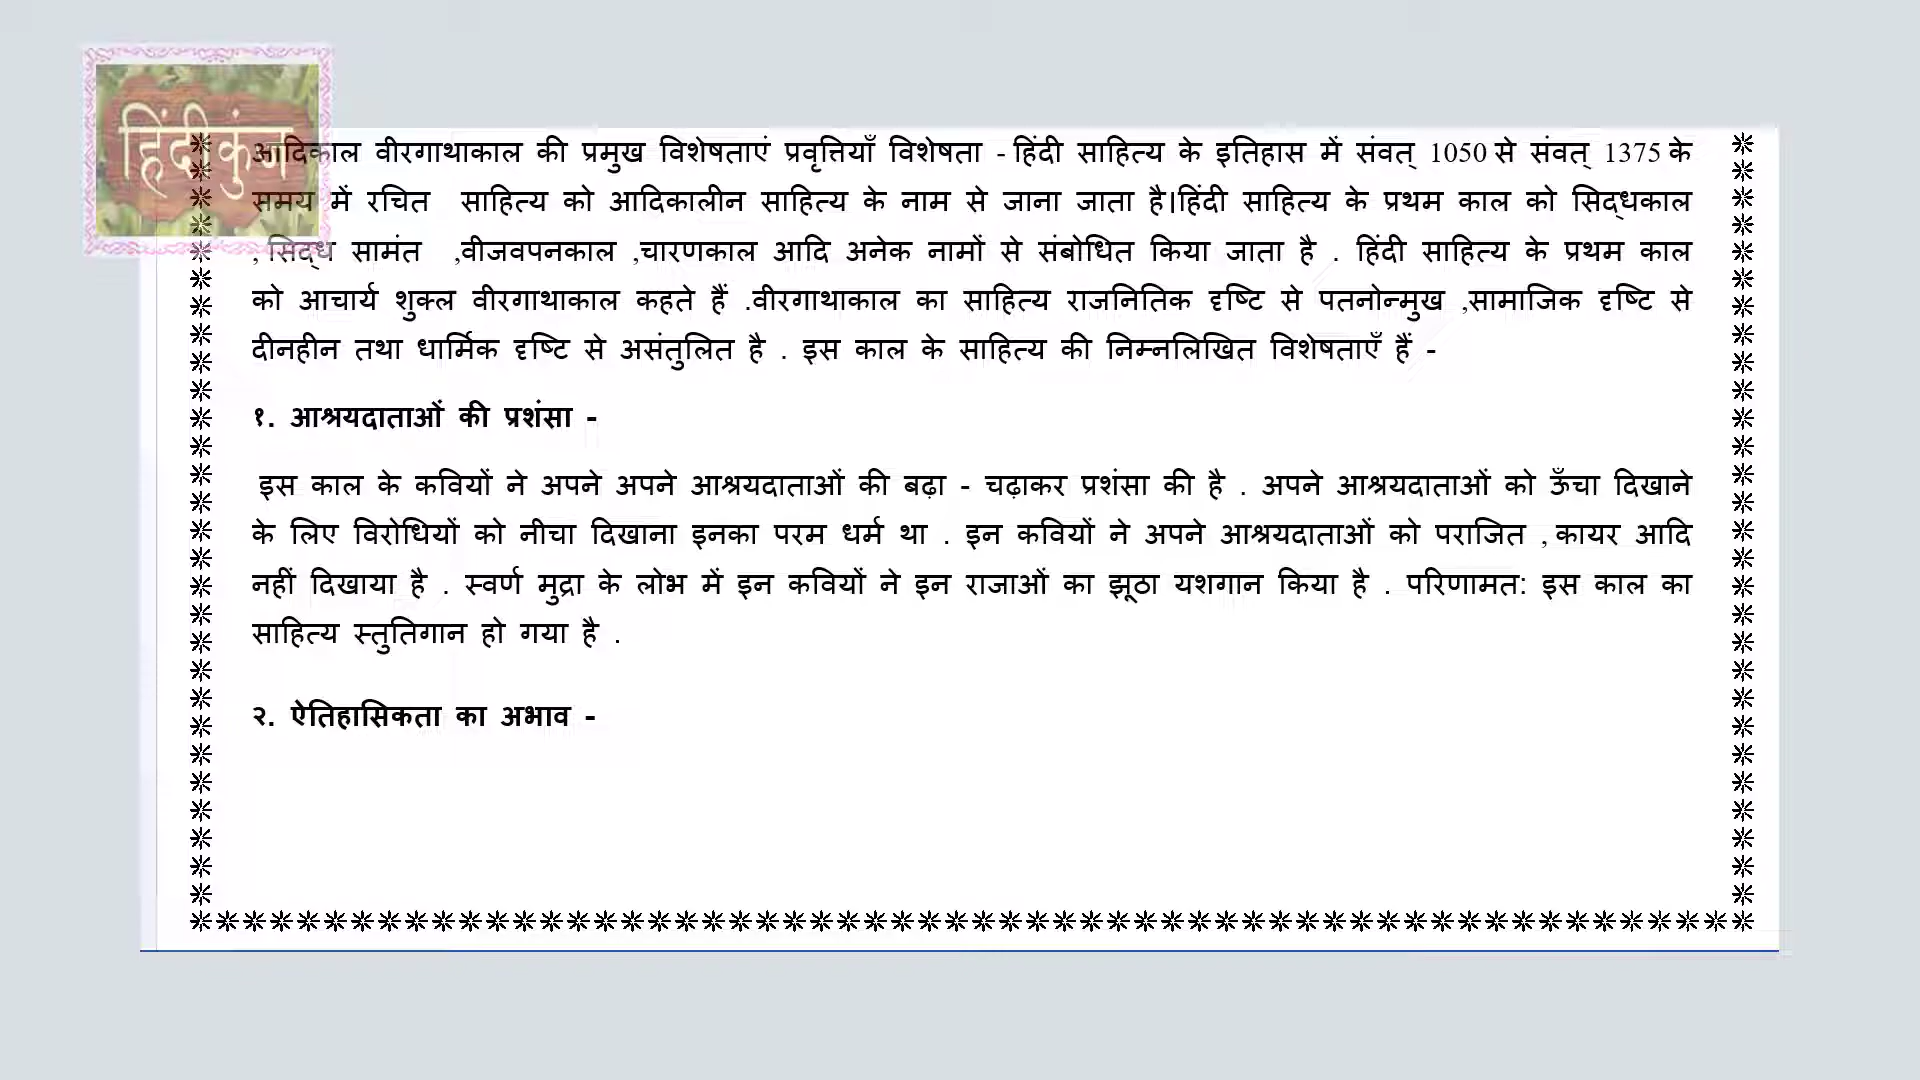 हिंदीकुंज
आदिकाल वीरगाथाकाल की प्रमुख विशेषताएं प्रवृत्तियाँ विशेषता - हिंदी साहित्य के इतिहास में संवत् 1050 से संवत् 1375 के
समय में रचित साहित्य को आदिकालीन साहित्य के नाम से जाना जाता है।हिंदी साहित्य के प्रथम काल को सिद्धकाल
, सिद्ध सामंत ,वीजवपनकाल ,चारणकाल आदि अनेक नामों से संबोधित किया जाता है . हिंदी साहित्य के प्रथम काल
को आचार्य शुक्ल वीरगाथाकाल कहते हैं .वीरगाथाकाल का साहित्य राजनितिक दृष्टि से पतनोन्मुख ,सामाजिक दृष्टि से
दीनहीन तथा धार्मिक दृष्टि से असंतुलित है . इस काल के साहित्य की निम्नलिखित विशेषताएँ हैं -
१. आश्रयदाताओं की प्रशंसा -
इस काल के कवियों ने अपने अपने आश्रयदाताओं की बढ़ा - चढ़ाकर प्रशंसा की है . अपने आश्रयदाताओं को ऊँचा दिखाने
के लिए विरोधियों को नीचा दिखाना इनका परम धर्म था . इन कवियों ने अपने आश्रयदाताओं को पराजित , कायर आदि
नहीं दिखाया है . स्वर्ण मुद्रा के लोभ में इन कवियों ने इन राजाओं का झूठा यशगान किया है . परिणामत: इस काल का
साहित्य स्तुतिगान हो गया है .
२. ऐतिहासिकता का अभाव -